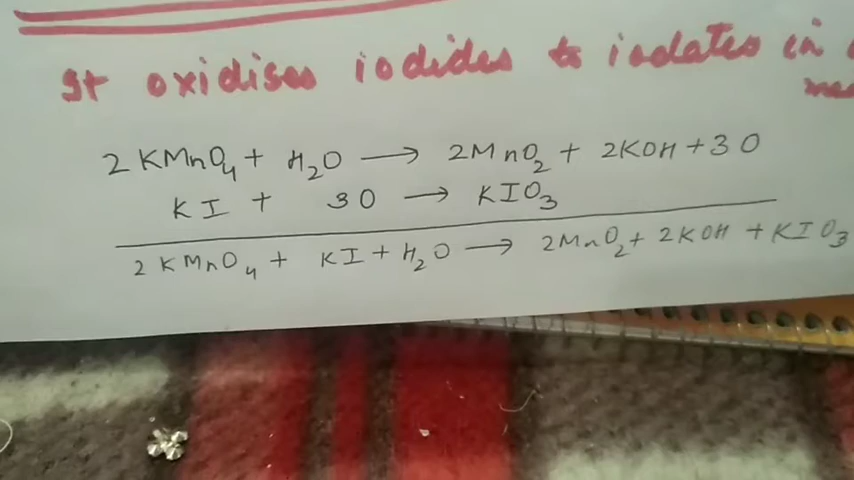 It oxidises iodides to iodates in
2 KMnO₄ + H₂O → 2MnO₂ + 2KOH + 3O
KI + 3O → KIO₃
2 KMnO₄ + KI + H₂O → 2MnO₂ + 2KOH + KIO₃